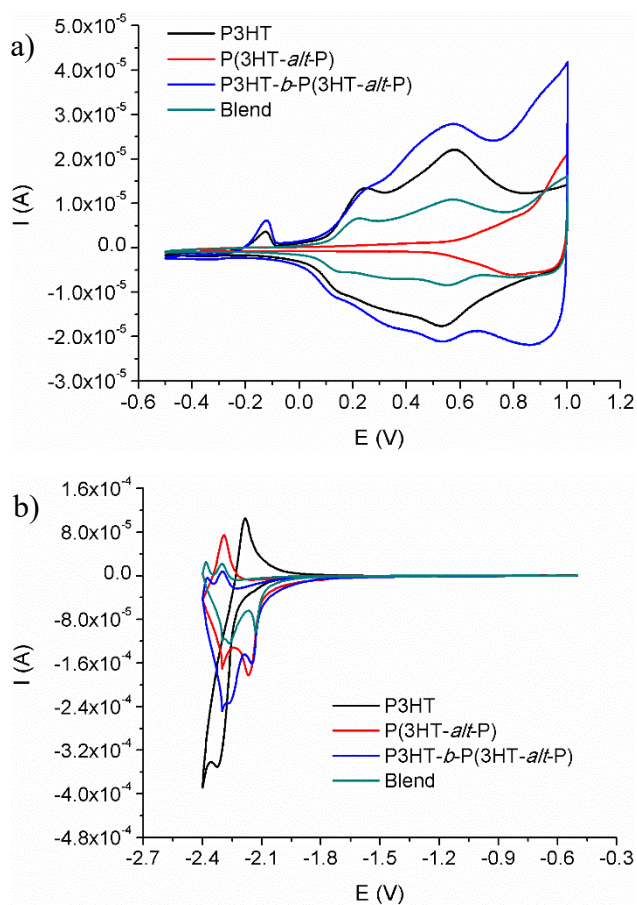 a)
P3HT
P(3HT-alt-P)
P3HT-b-P(3HT-alt-P)
Blend
5.0x10⁻⁵
4.0x10⁻⁵
3.0x10⁻⁵
2.0x10⁻⁵
1.0x10⁻⁵
0.0
-1.0x10⁻⁵
-2.0x10⁻⁵
-3.0x10⁻⁵
I (A)
-0.6 -0.4 -0.2 0.0 0.2 0.4 0.6 0.8 1.0 1.2
E (V)
b)
1.6x10⁻⁴
8.0x10⁻⁵
0.0
-8.0x10⁻⁵
-1.6x10⁻⁴
-2.4x10⁻⁴
-3.2x10⁻⁴
-4.0x10⁻⁴
-4.8x10⁻⁴
I (A)
P3HT
P(3HT-alt-P)
P3HT-b-P(3HT-alt-P)
Blend
-2.7 -2.4 -2.1 -1.8 -1.5 -1.2 -0.9 -0.6 -0.3
E (V)